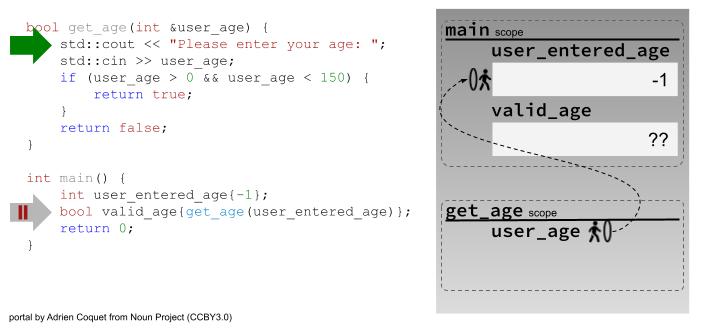 bool get_age(int &user_age) {
    std::cout << "Please enter your age: ";
    std::cin >> user_age;
    if (user_age > 0 && user_age < 150) {
        return true;
    }
    return false;
}
int main() {
    int user_entered_age{-1};
    bool valid_age{get_age(user_entered_age)};
    return 0;
}
main scope
user_entered_age
-1
valid_age
??
get_age scope
user_age
portal by Adrien Coquet from Noun Project (CCBY3.0)